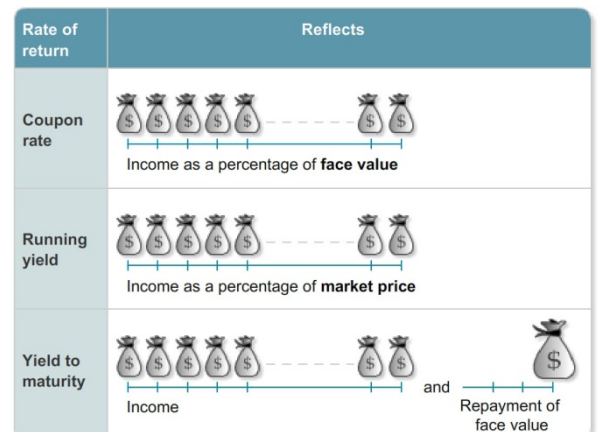 Rate of
return
Reflects
Coupon
rate
$ $ $ $ $ $ $
Income as a percentage of face value
Running
yield
$ $ $ $ $ $ $
Income as a percentage of market price
Yield to
maturity
$ $ $ $ $ $ $
Income
and
$
Repayment of
face value